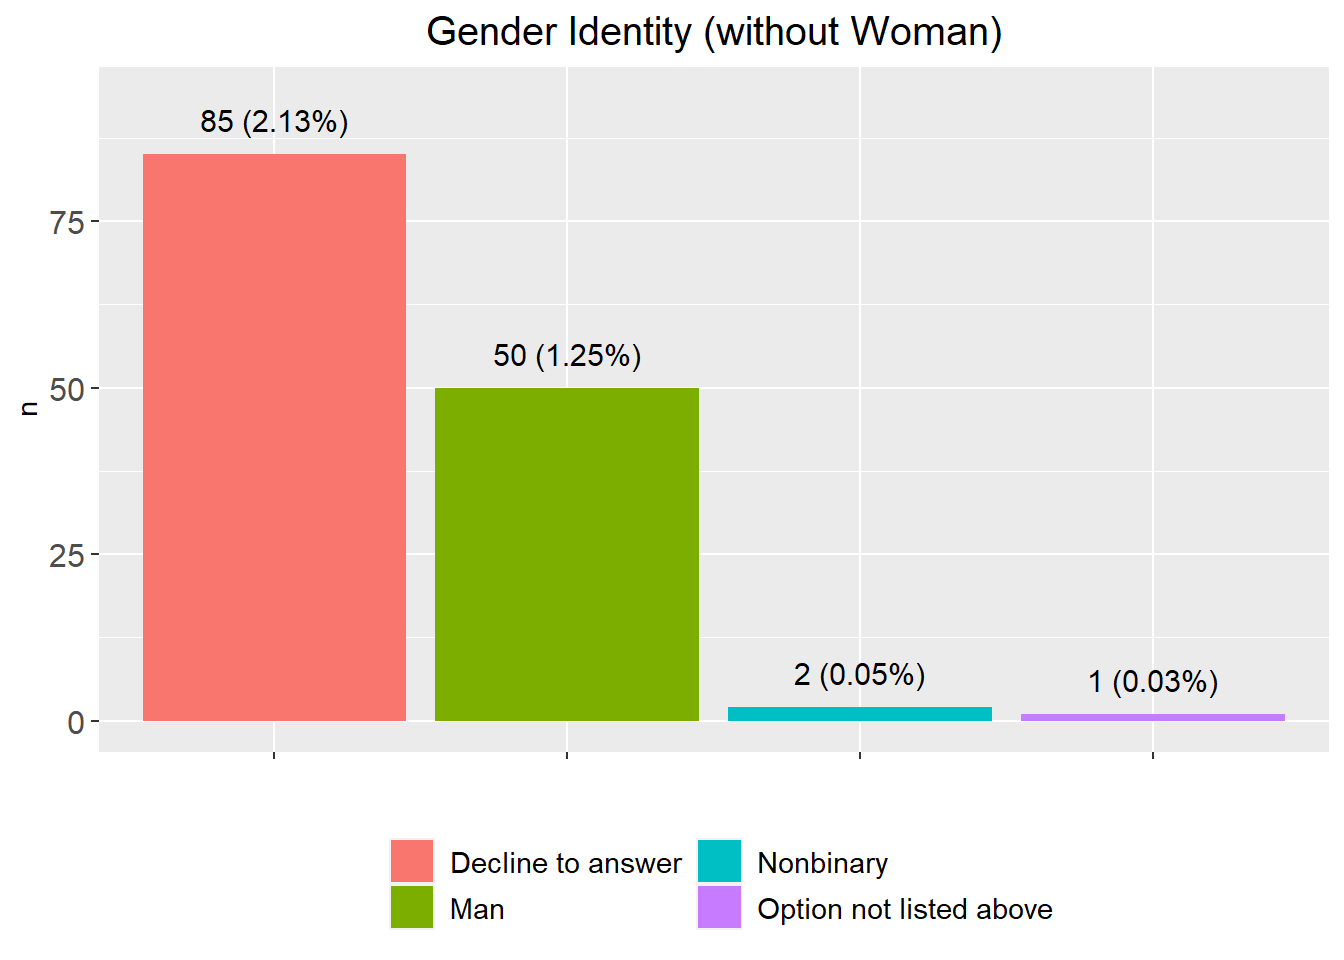 Gender Identity (without Woman)
85 (2.13%)
50 (1.25%)
2 (0.05%)
1 (0.03%)
75
50
25
0
n
Decline to answer
Man
Nonbinary
Option not listed above